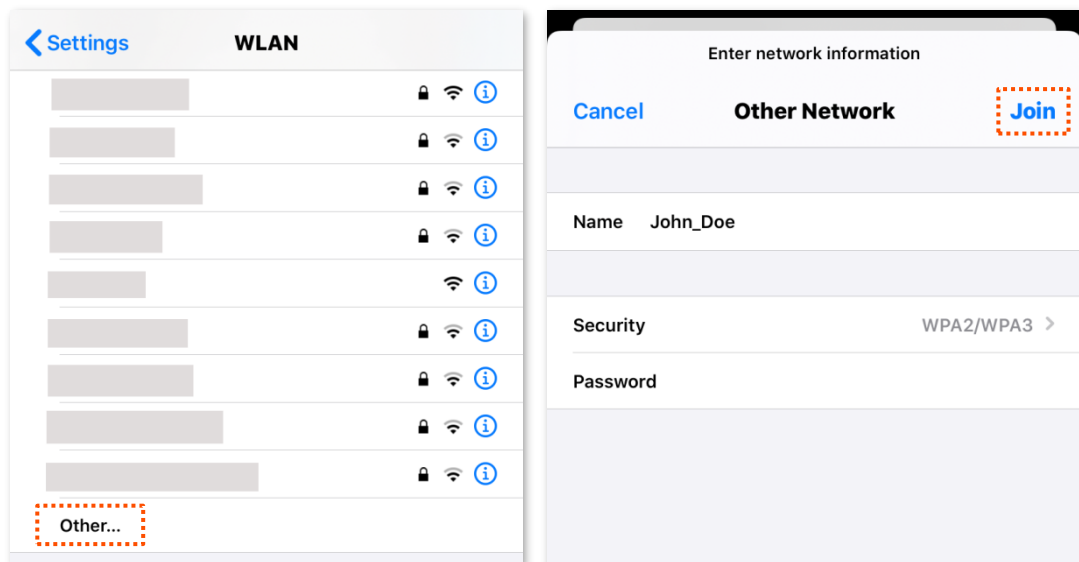 Settings
WLAN
Other...
Enter network information
Cancel
Other Network
Join
Name John_Doe
Security WPA2/WPA3
Password